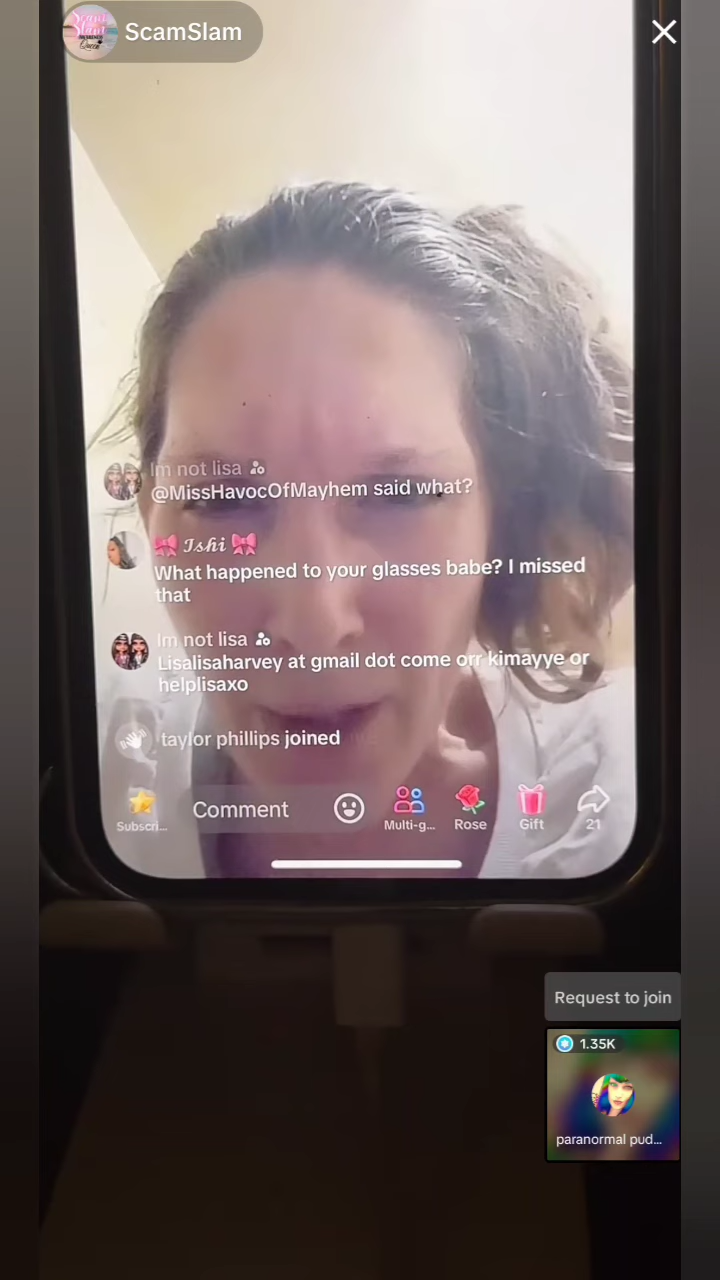 ScamSlam
Im not lisa
@MissHavocOfMayhem said what?
🎀 𝓘𝓼𝓱𝓲 🎀
What happened to your glasses babe? I missed
that
Im not lisa
Lisalisaharvey at gmail dot come orr kimayye or
helplisaxo
taylor phillips joined
Subscri...
Comment
Multi-g...
Rose
Gift
21
Request to join
1.35K
paranormal pud...